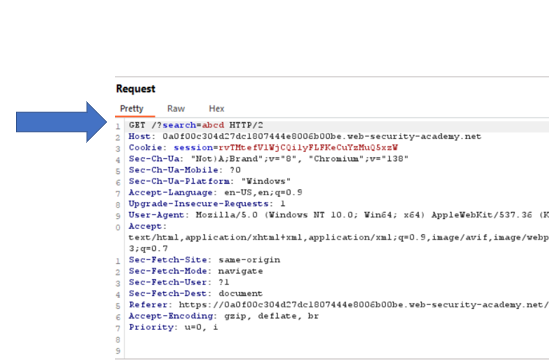 Request
Pretty Raw Hex
1 GET /?search=abcd HTTP/2
2 Host: 0a0f00c304d27dc1807444e8006b00be.web-security-academy.net
3 Cookie: session=rvTMtefVlWjCQilyFLFKeCuYzMuQ5xzW
4 Sec-Ch-Ua: "Not)A;Brand";v="8", "Chromium";v="138"
5 Sec-Ch-Ua-Mobile: ?0
6 Sec-Ch-Ua-Platform: "Windows"
7 Accept-Language: en-US,en;q=0.9
8 Upgrade-Insecure-Requests: 1
9 User-Agent: Mozilla/5.0 (Windows NT 10.0; Win64; x64) AppleWebKit/537.36 (K
0 Accept:
text/html,application/xhtml+xml,application/xml;q=0.9,image/avif,image/webp
3;q=0.7
1 Sec-Fetch-Site: same-origin
2 Sec-Fetch-Mode: navigate
3 Sec-Fetch-User: ?1
4 Sec-Fetch-Dest: document
5 Referer: https://0a0f00c304d27dc1807444e8006b00be.web-security-academy.net/
6 Accept-Encoding: gzip, deflate, br
7 Priority: u=0, i
8
9